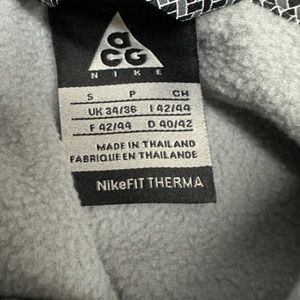 aCG
NIKE
S P CH
UK 34/36 I 42/44
F 42/44 D 40/42
MADE IN THAILAND
FABRIQUE EN THAILANDE
NikeFIT THERMA